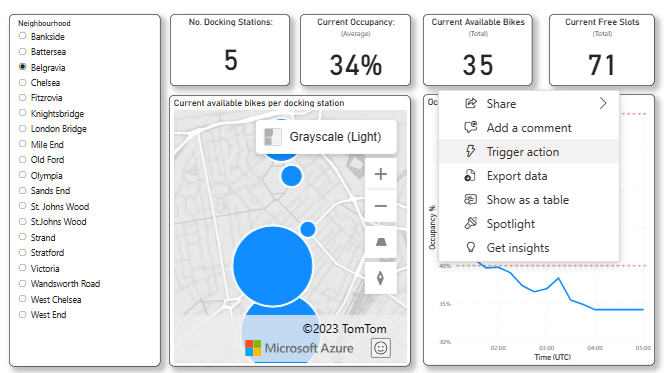 Neighbourhood
Bankside
Battersea
Belgravia
Chelsea
Fitzrovia
Knightsbridge
London Bridge
Mile End
Old Ford
Olympia
Sands End
St. Johns Wood
St.Johns Wood
Strand
Stratford
Victoria
Wandsworth Road
West Chelsea
West End
No. Docking Stations:
5
Current Occupancy:
(Average)
34%
Current Available Bikes
(Total)
35
Current Free Slots
(Total)
71
Current available bikes per docking station
Grayscale (Light)
©2023 TomTom
Microsoft Azure
Oc
Share
Add a comment
Trigger action
Export data
Show as a table
Spotlight
Get insights
Occupancy %
40%
35%
30%
02:00
03:00
04:00
05:00
Time (UTC)